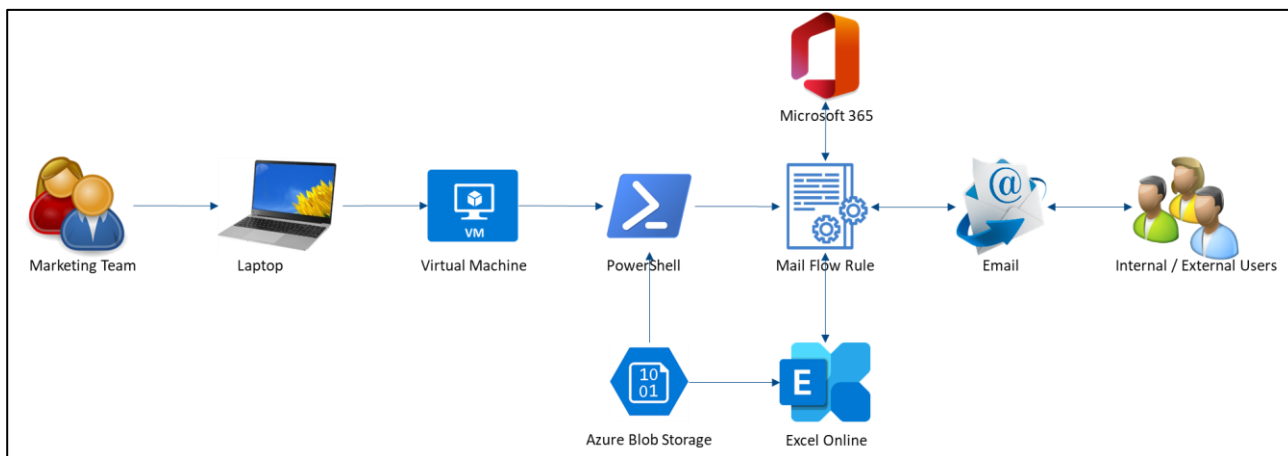 Microsoft 365
Marketing Team
Laptop
VM
Virtual Machine
PowerShell
Mail Flow Rule
@
Email
Internal / External Users
10
01
Azure Blob Storage
E
Excel Online